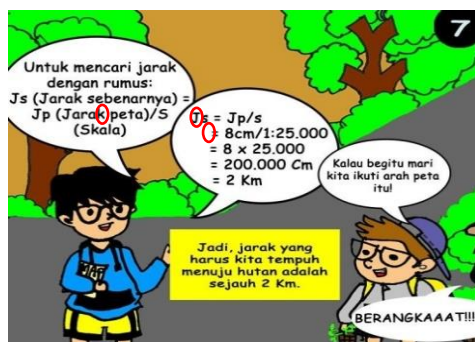 7
Untuk mencari jarak
dengan rumus:
Js (Jarak sebenarnya) =
Jp (Jarak peta)/S
(Skala)
Js = Jp/s
= 8cm/1:25.000
= 8 x 25.000
= 200.000 Cm
= 2 Km
Kalau begitu mari
kita ikuti arah peta
itu!
Jadi, jarak yang
harus kita tempuh
menuju hutan adalah
sejauh 2 Km.
BERANGKAAAT!!!